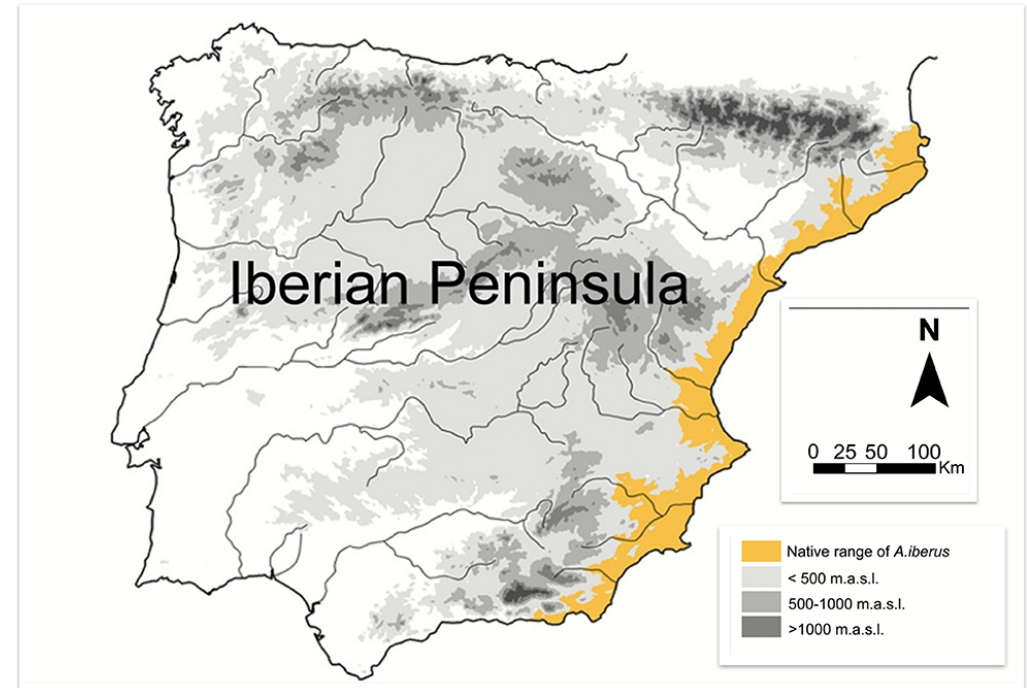 Iberian Peninsula
N
0 25 50 100
Km
Native range of A.iberus
< 500 m.a.s.l.
500-1000 m.a.s.l.
>1000 m.a.s.l.